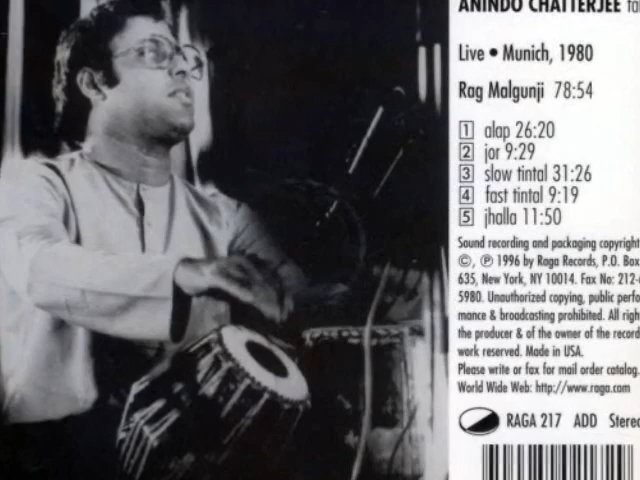 ANINDO CHATTERJEE
Live • Munich, 1980
Rag Malgunji 78:54
1 alap 26:20
2 jor 9:29
3 slow tintal 31:26
4 fast tintal 9:19
5 jhalla 11:50
Sound recording and packaging copyright
©, ℗ 1996 by Raga Records, P.O. Box
635, New York, NY 10014. Fax No: 212-
5980. Unauthorized copying, public perfo
mance & broadcasting prohibited. All righ
the producer & of the owner of the record
work reserved. Made in USA.
Please write or fax for mail order catalog.
World Wide Web: http://www.raga.com
RAGA 217 ADD Stereo